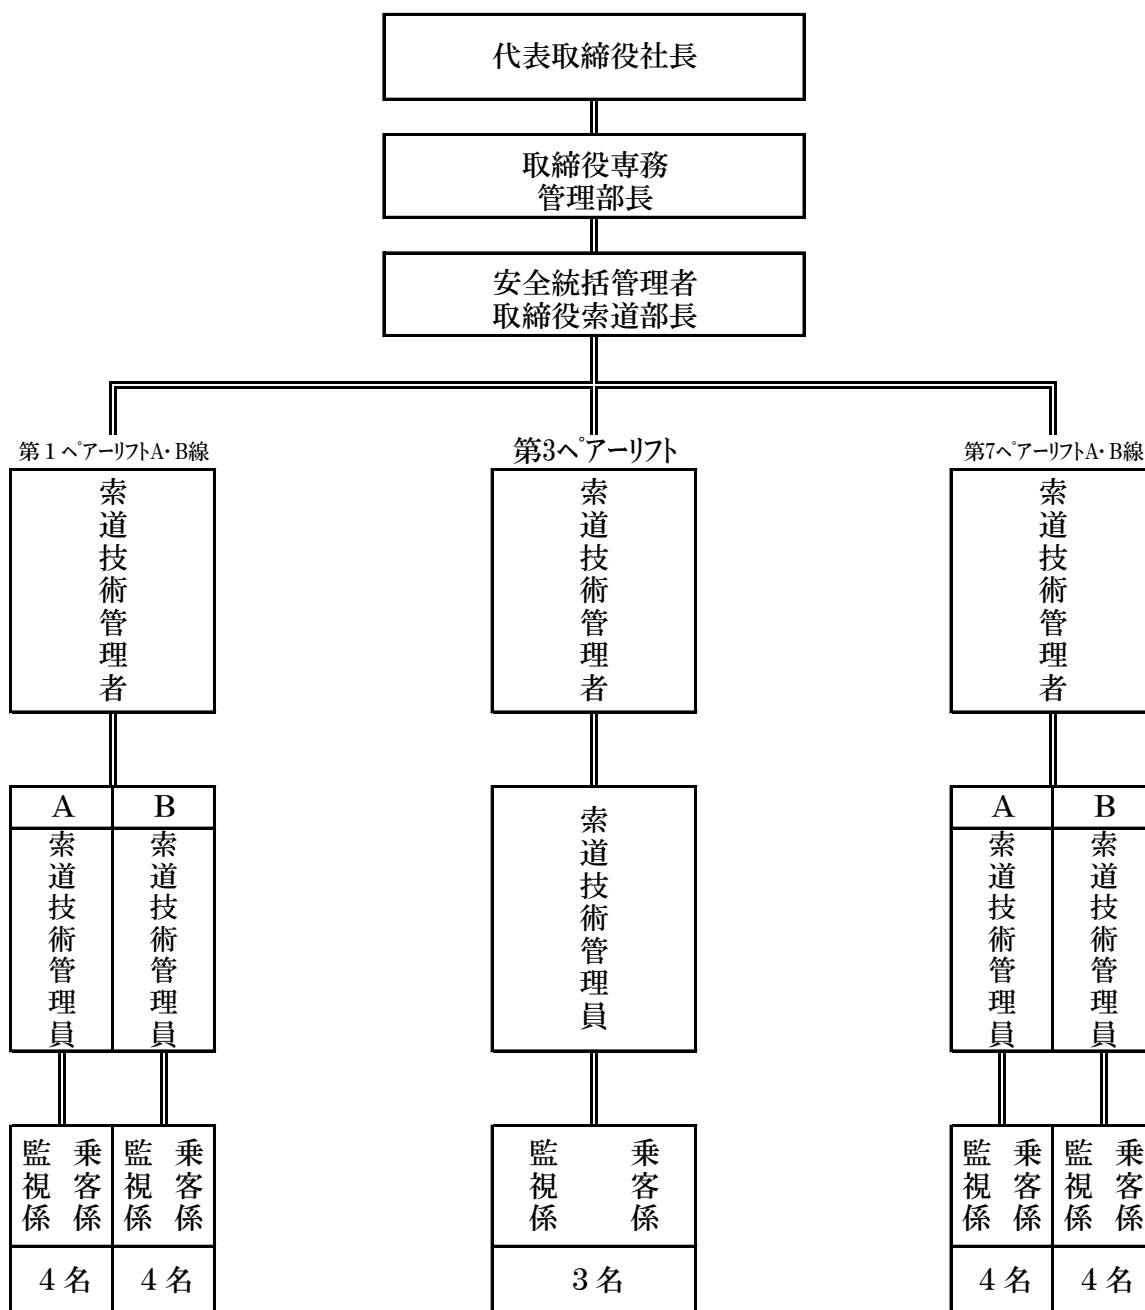 代表取締役社長
取締役専務
管理部長
安全統括管理者
取締役索道部長
第1ペアーリフトA・B線
第3ペアーリフト
第7ペアーリフトA・B線
索道技術管理者
索道技術管理者
索道技術管理者
A
B
索道技術管理員
索道技術管理員
索道技術管理員
A
B
索道技術管理員
索道技術管理員
乗客係
監視係
乗客係
監視係
乗客係
監視係
乗客係
監視係
乗客係
監視係
4名
4名
3名
4名
4名